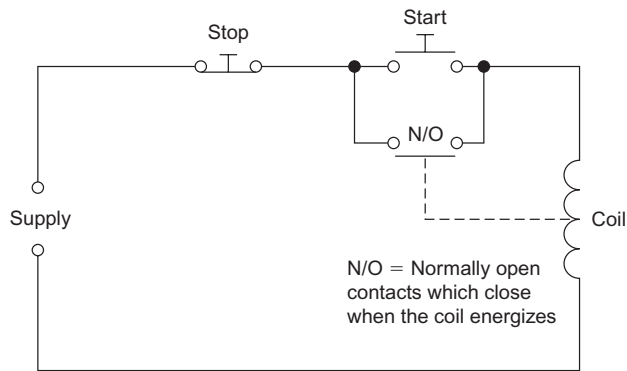 Start
Stop
N/O
Supply
Coil
N/O = Normally open
contacts which close
when the coil energizes